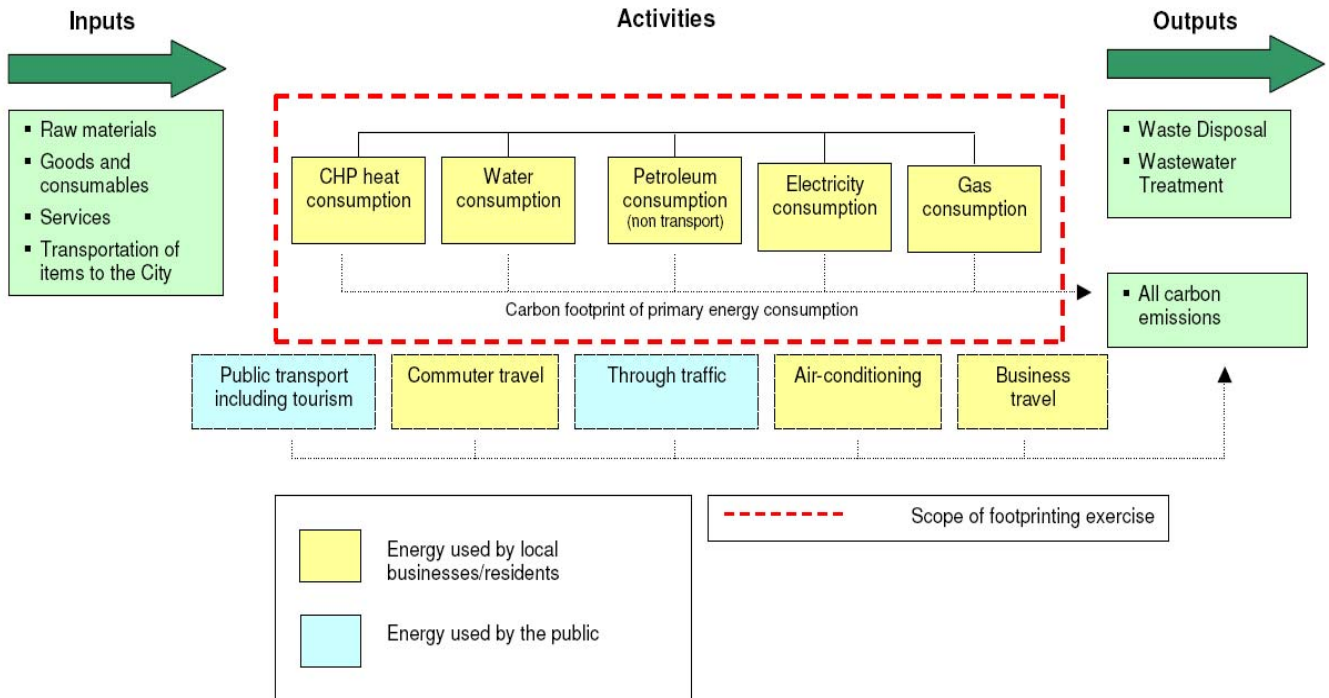 Inputs
Activities
Outputs
▪ Raw materials
▪ Goods and
consumables
▪ Services
▪ Transportation of
items to the City
CHP heat
consumption
Water
consumption
Petroleum
consumption
(non transport)
Electricity
consumption
Gas
consumption
Carbon footprint of primary energy consumption
▪ Waste Disposal
▪ Wastewater
Treatment
▪ All carbon
emissions
Public transport
including tourism
Commuter travel
Through traffic
Air-conditioning
Business
travel
Energy used by local
businesses/residents
Energy used by the public
Scope of footprinting exercise